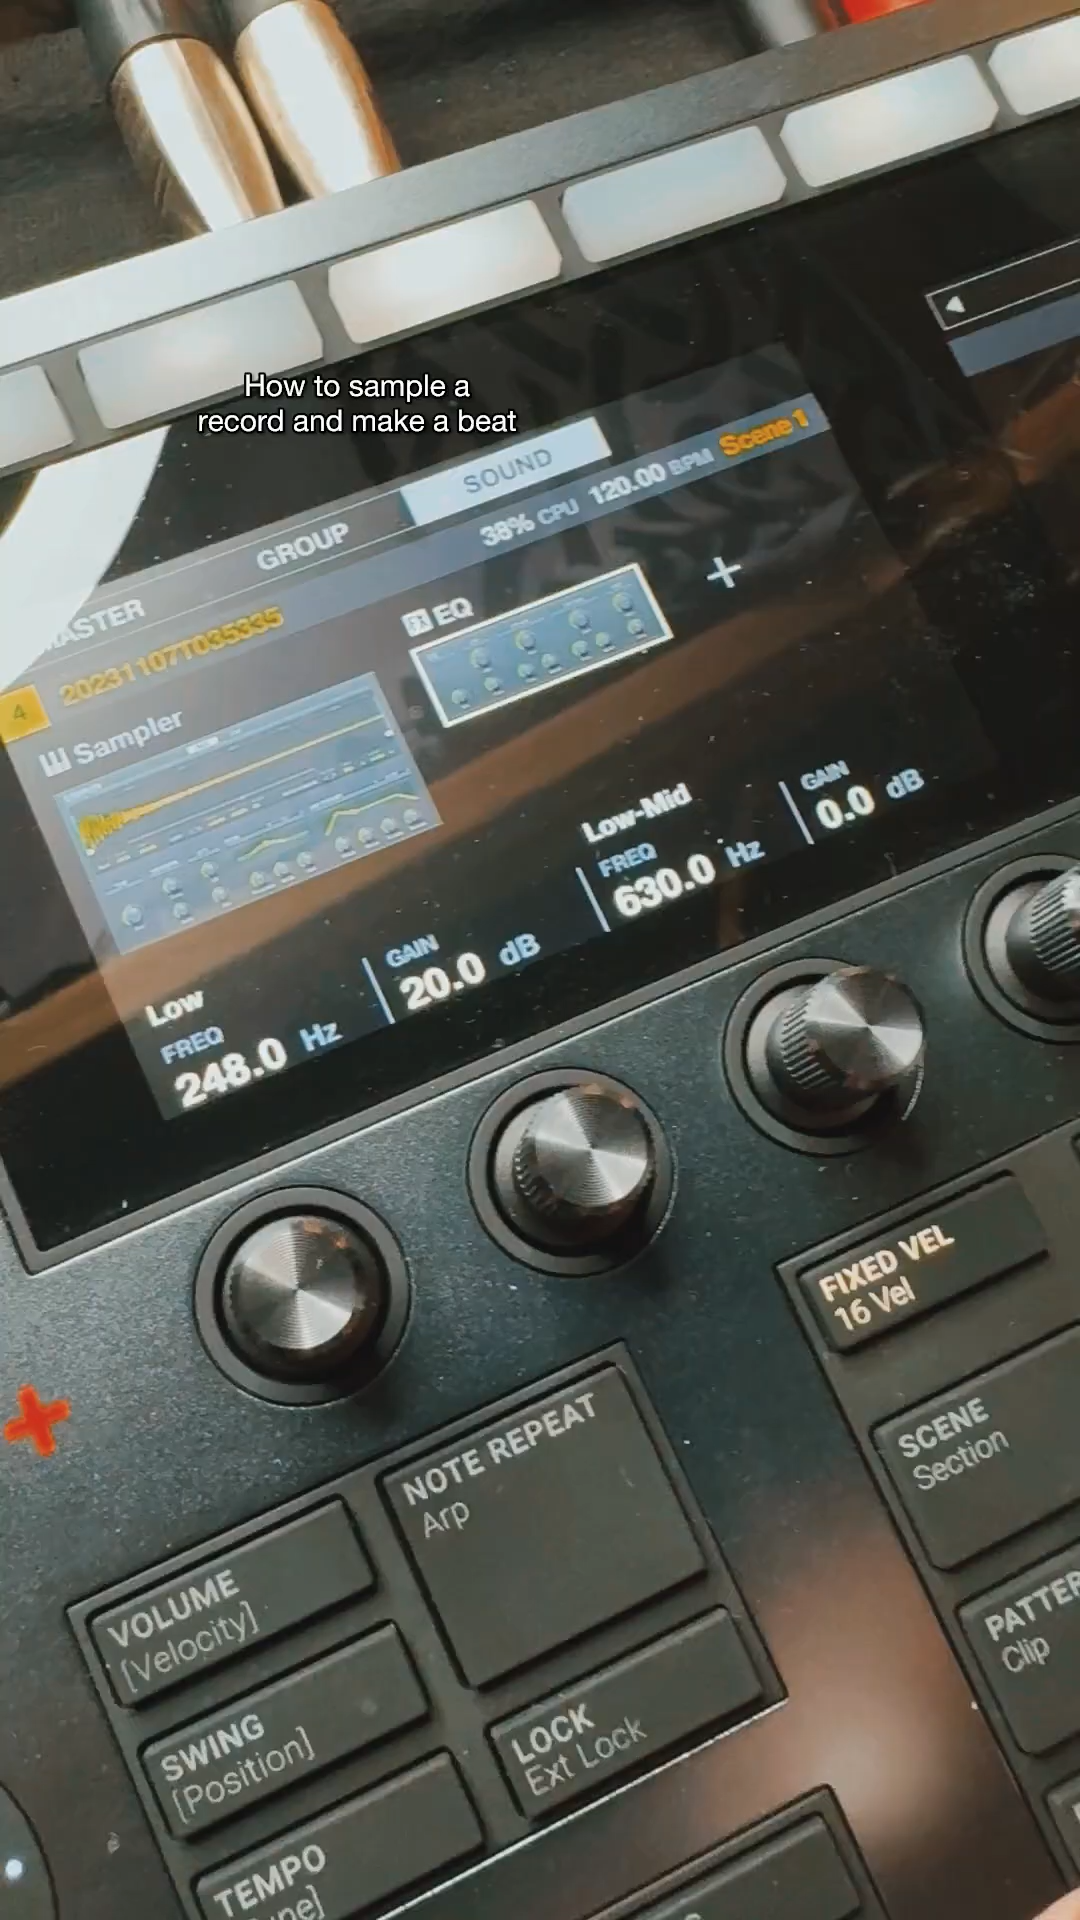 How to sample a
record and make a beat
MASTER
GROUP
SOUND
4
20231107T035335
38% CPU
120.00 BPM
Scene 1
Sampler
FX EQ
+
Low
FREQ
248.0 Hz
GAIN
20.0 dB
Low-Mid
FREQ
630.0 Hz
GAIN
0.0 dB
FIXED VEL
16 Vel
NOTE REPEAT
Arp
SCENE
Section
VOLUME
[Velocity]
Clip
SWING
[Position]
LOCK
Ext Lock
TEMPO